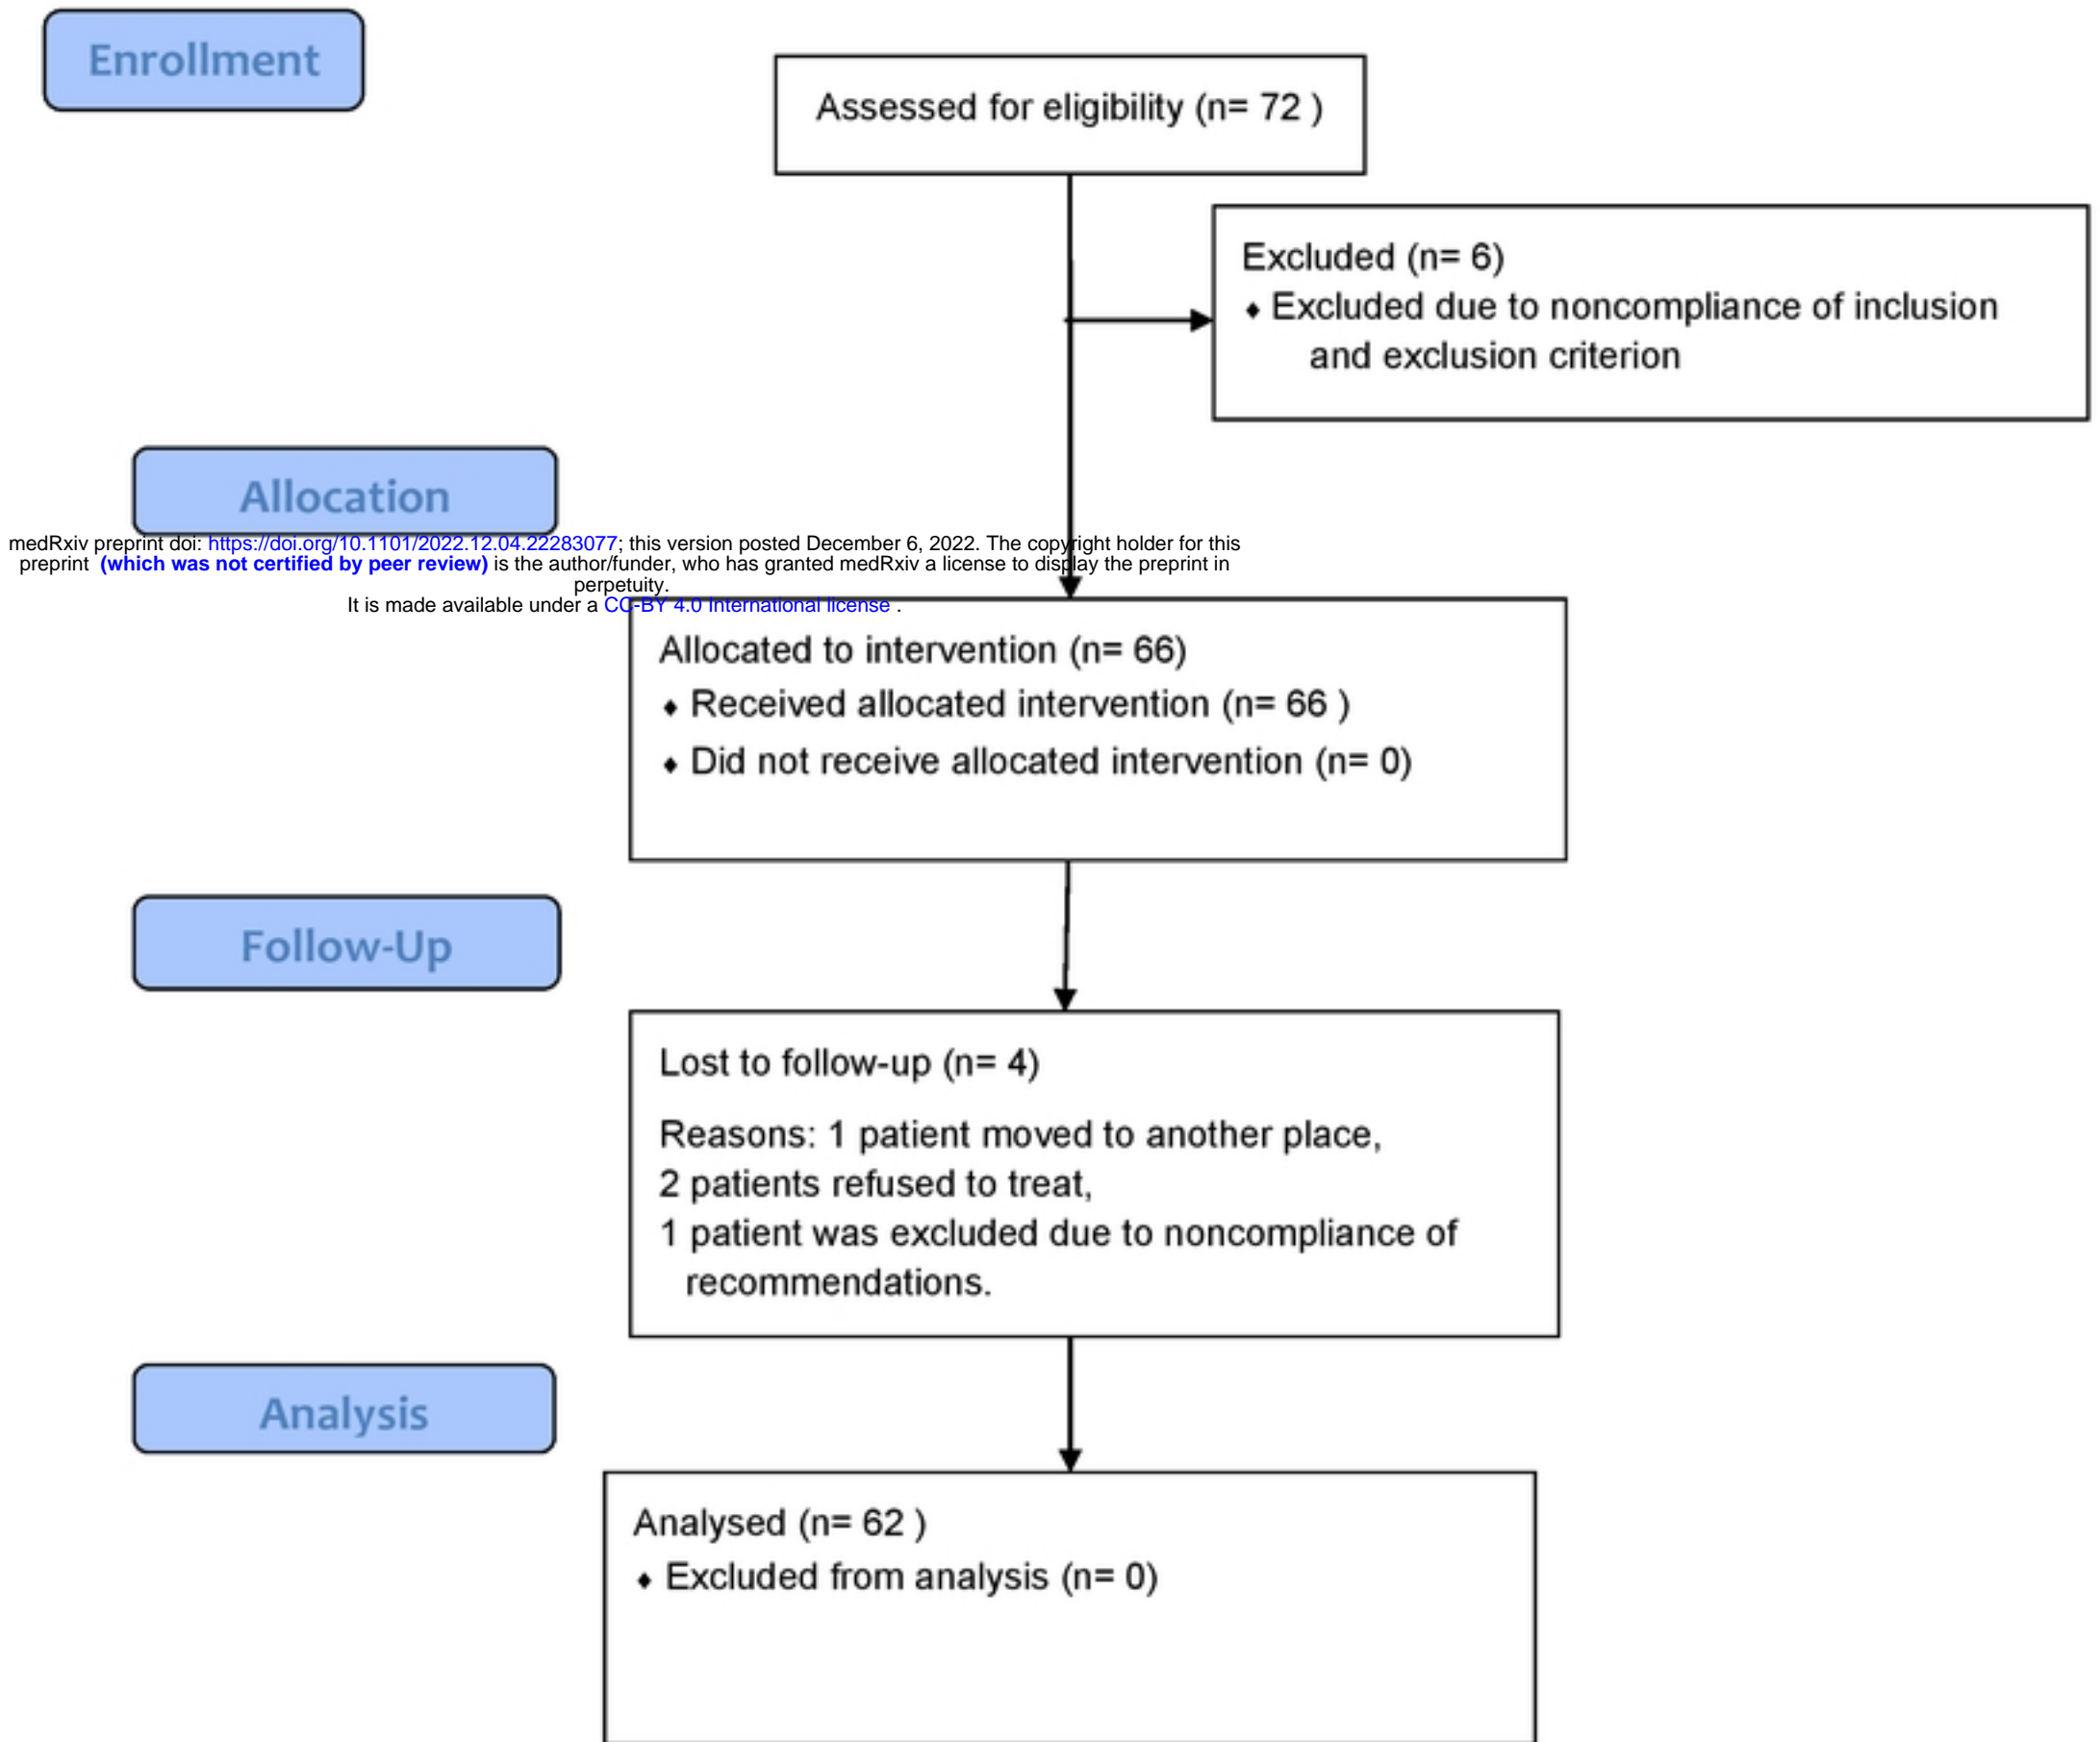 Enrollment
Assessed for eligibility (n= 72 )
Excluded (n= 6)
♦ Excluded due to noncompliance of inclusion
and exclusion criterion
Allocation
medRxiv preprint doi: https://doi.org/10.1101/2022.12.04.22283077; this version posted December 6, 2022. The copyright holder for this
preprint (which was not certified by peer review) is the author/funder, who has granted medRxiv a license to display the preprint in
perpetuity.
It is made available under a CC-BY 4.0 International license .
Allocated to intervention (n= 66)
♦ Received allocated intervention (n= 66 )
♦ Did not receive allocated intervention (n= 0)
Follow-Up
Lost to follow-up (n= 4)
Reasons: 1 patient moved to another place,
2 patients refused to treat,
1 patient was excluded due to noncompliance of
recommendations.
Analysis
Analysed (n= 62 )
♦ Excluded from analysis (n= 0)